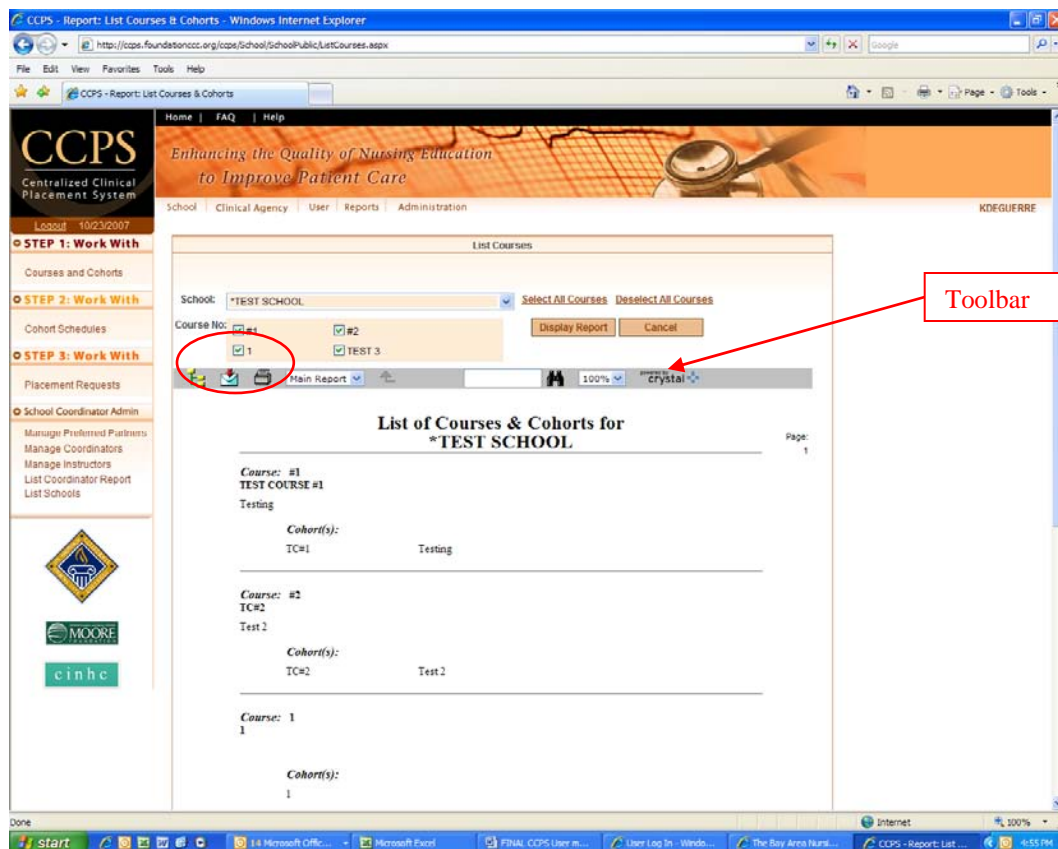 CCPS - Report: List Courses & Cohorts - Windows Internet Explorer
http://ccps.foundationccc.org/ccps/School/SchoolPublic/ListCourses.aspx
Google
File Edit View Favorites Tools Help
CCPS - Report: List Courses & Cohorts
Page
Tools
Home | FAQ | Help
CCPS
Centralized Clinical
Placement System
Enhancing the Quality of Nursing Education
to Improve Patient Care
School Clinical Agency User Reports Administration
KDEGUERRE
Logout 10/23/2007
STEP 1: Work With
Courses and Cohorts
STEP 2: Work With
Cohort Schedules
STEP 3: Work With
Placement Requests
School Coordinator Admin
Manage Preferred Partners
Manage Coordinators
Manage Instructors
List Coordinator Report
List Schools
MOORE
FOUNDATION
cinhc
List Courses
School: *TEST SCHOOL
Select All Courses Deselect All Courses
Course No: #1 #2
1 TEST 3
Display Report Cancel
Toolbar
Main Report
100%
powered by
crystal
List of Courses & Cohorts for
*TEST SCHOOL
Page:
1
Course: #1
TEST COURSE #1
Testing
Cohort(s):
TC#1 Testing
Course: #2
TC#2
Test 2
Cohort(s):
TC#2 Test 2
Course: 1
1
Cohort(s):
1
Done
Internet
100%
start
14 Microsoft Offic...
Microsoft Excel
FINAL CCPS User m...
User Log In - Windo...
The Bay Area Nursi...
CCPS - Report: List ...
4:55 PM